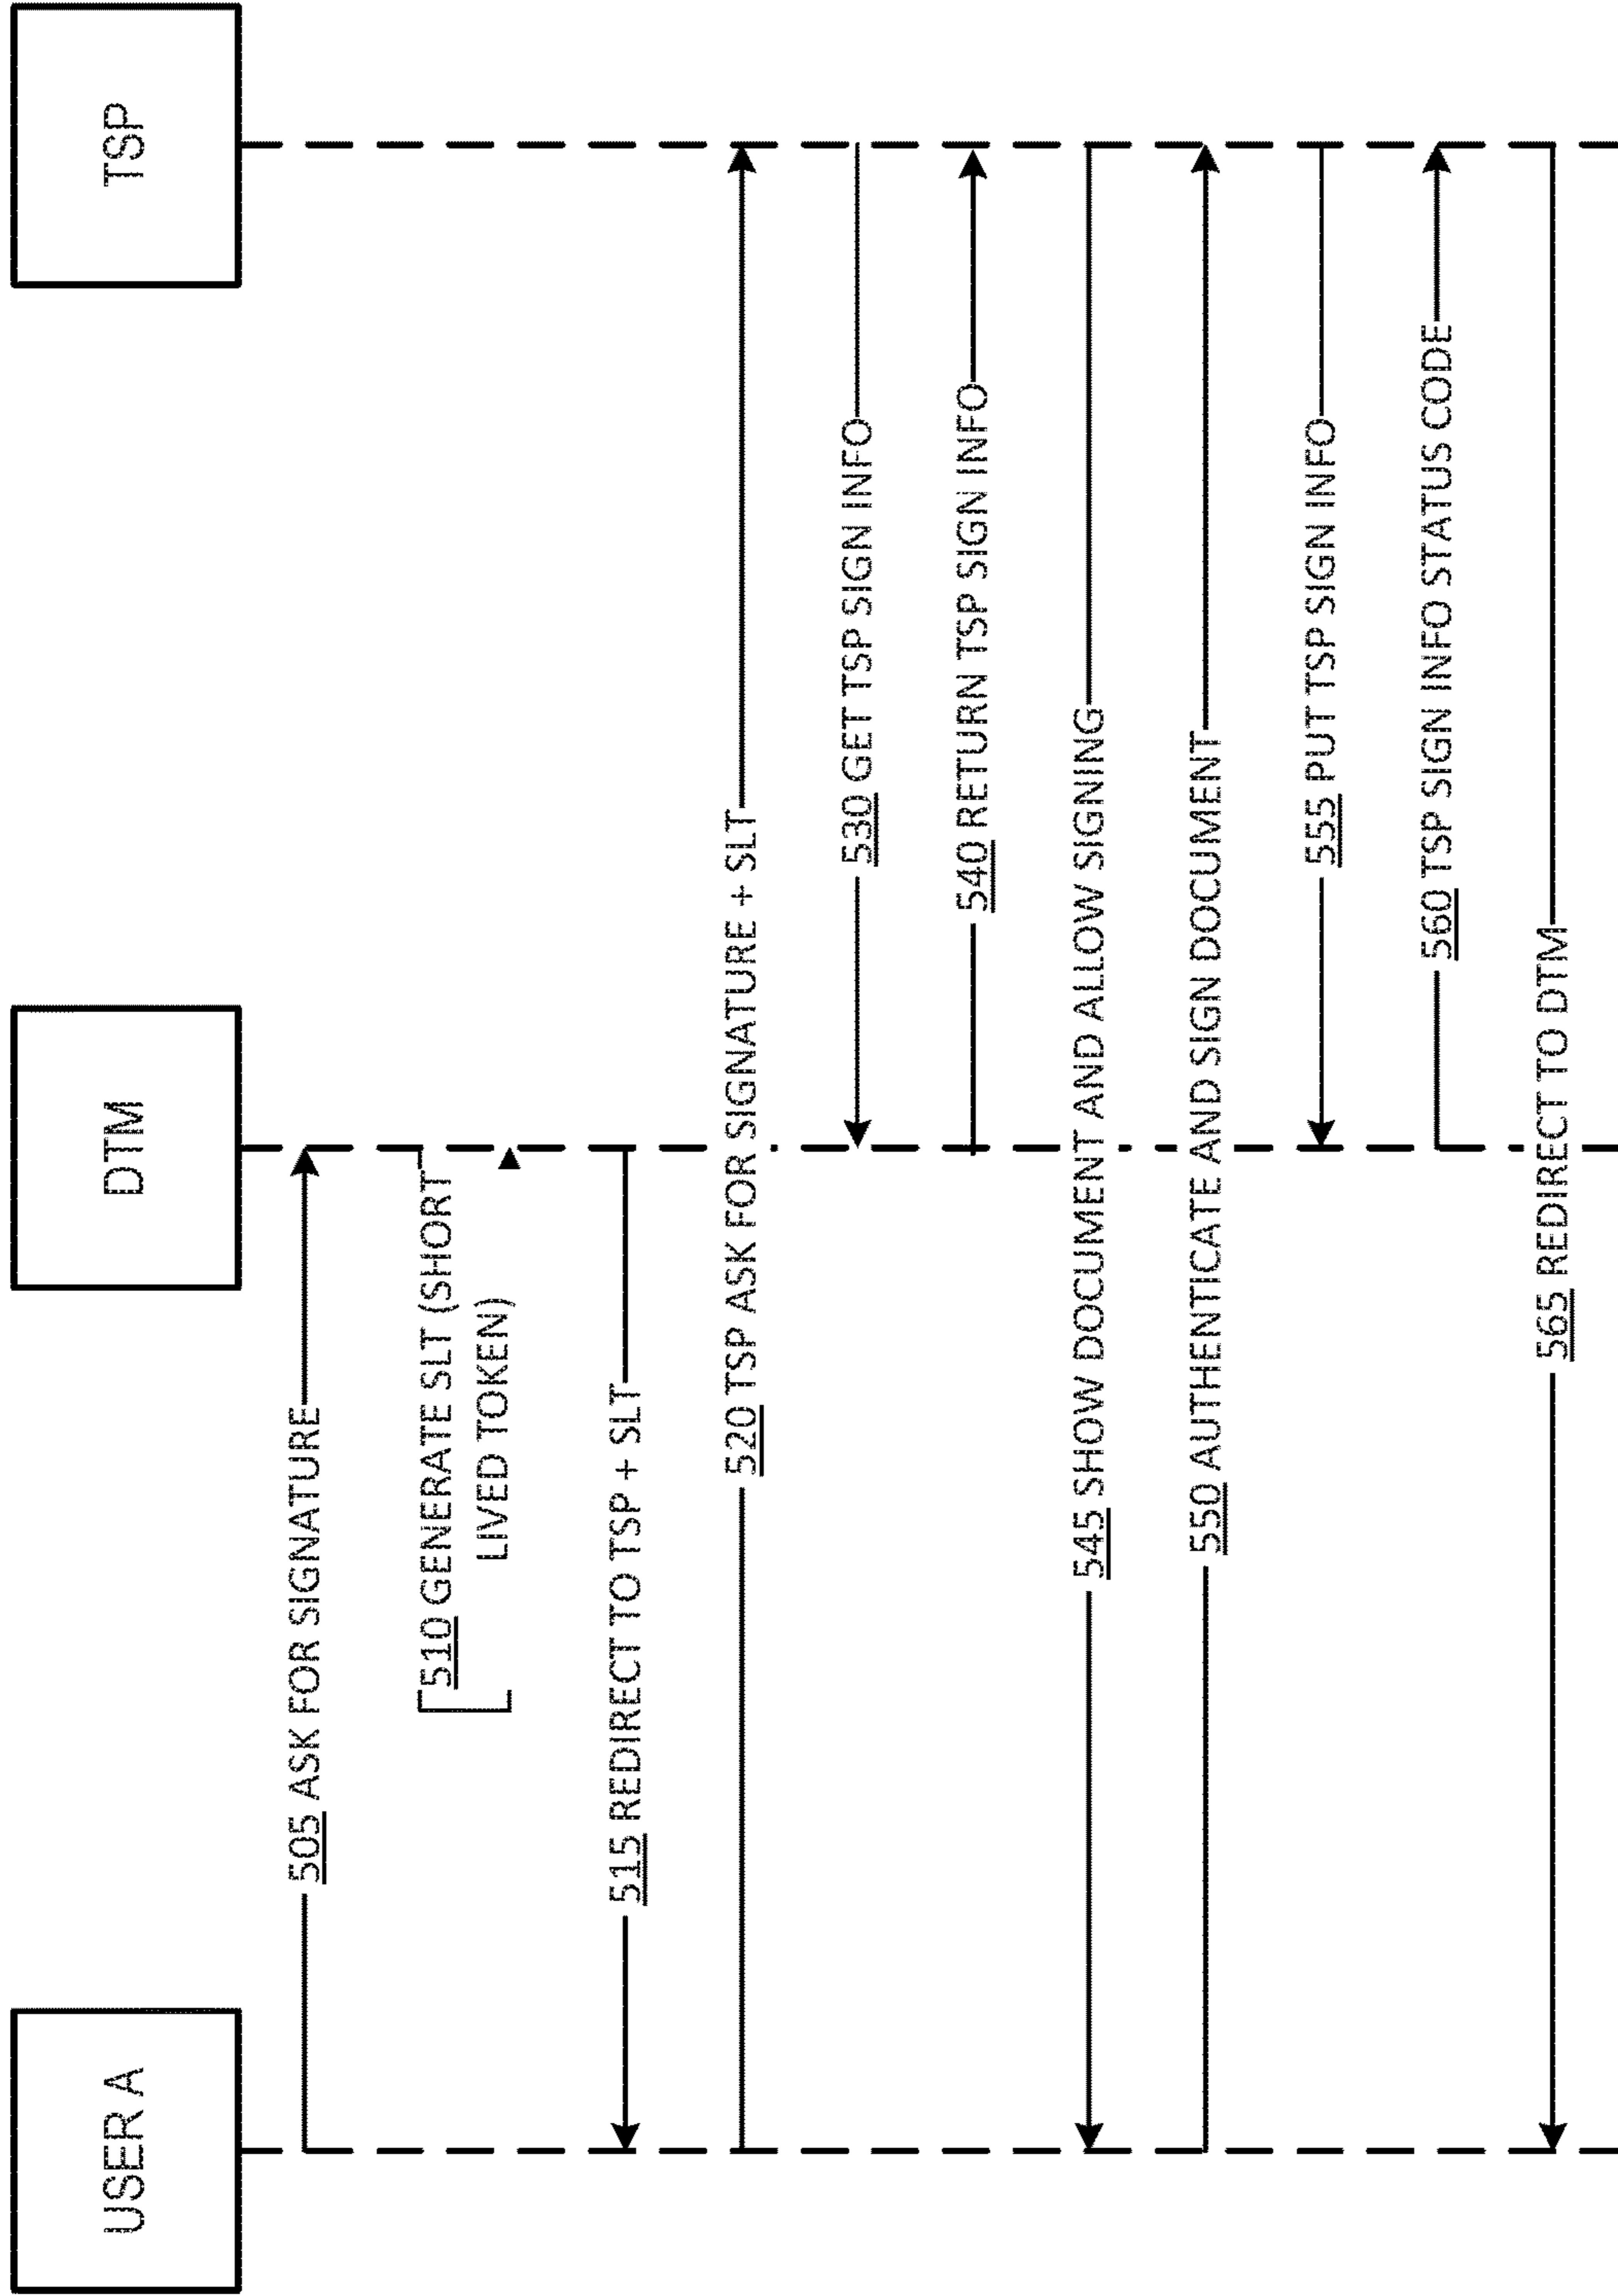 USER A
DTM
TSP
505 ASK FOR SIGNATURE
510 GENERATE SLT (SHORT
LIVED TOKEN)
515 REDIRECT TO TSP + SLT
520 TSP ASK FOR SIGNATURE + SLT
530 GET TSP SIGN INFO
540 RETURN TSP SIGN INFO
545 SHOW DOCUMENT AND ALLOW SIGNING
550 AUTHENTICATE AND SIGN DOCUMENT
555 PUT TSP SIGN INFO
560 TSP SIGN INFO STATUS CODE
565 REDIRECT TO DTM